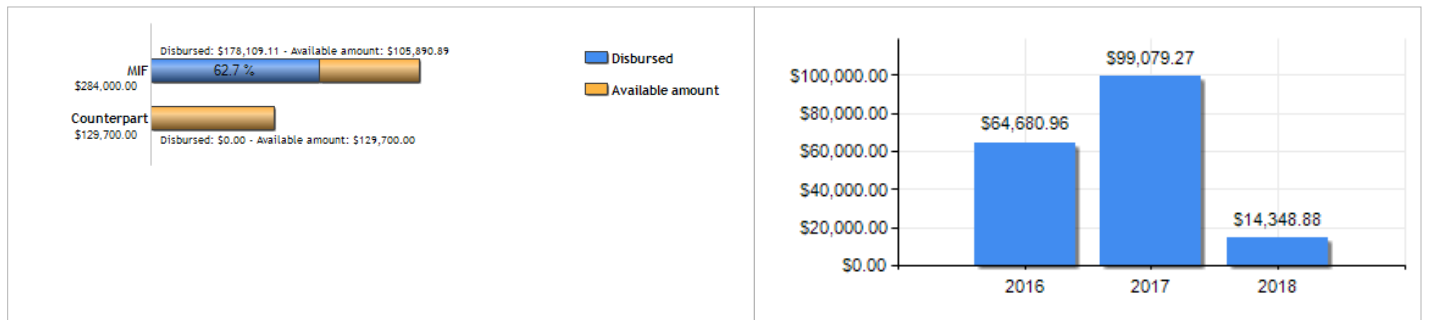 Disbursed: $178,109.11 - Available amount: $105,890.89
MIF
62.7 %
$284,000.00
Counterpart
$129,700.00
Disbursed: $0.00 - Available amount: $129,700.00
Disbursed
Available amount
$100,000.00
$80,000.00
$60,000.00
$40,000.00
$20,000.00
$0.00
$64,680.96
$99,079.27
$14,348.88
2016
2017
2018